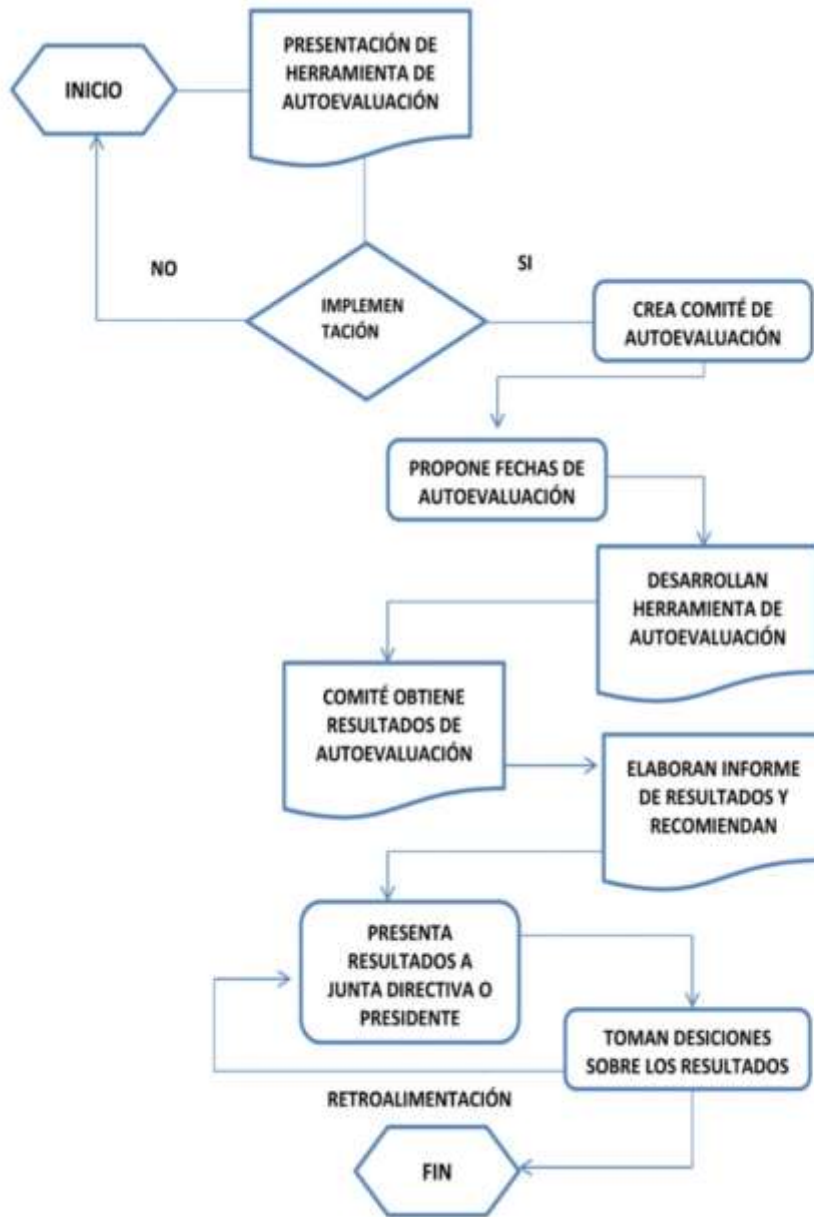 INICIO
PRESENTACIÓN DE
HERRAMIENTA DE
AUTOEVALUACIÓN
NO
SI
IMPLEMEN
TACIÓN
CREA COMITÉ DE
AUTOEVALUACIÓN
PROPONE FECHAS DE
AUTOEVALUACIÓN
DESARROLLAN
HERRAMIENTA DE
AUTOEVALUACIÓN
COMITÉ OBTIENE
RESULTADOS DE
AUTOEVALUACIÓN
ELABORAN INFORME
DE RESULTADOS Y
RECOMIENDAN
PRESENTA
RESULTADOS A
JUNTA DIRECTIVA O
PRESIDENTE
TOMAN DESICIONES
SOBRE LOS RESULTADOS
RETROALIMENTACIÓN
FIN